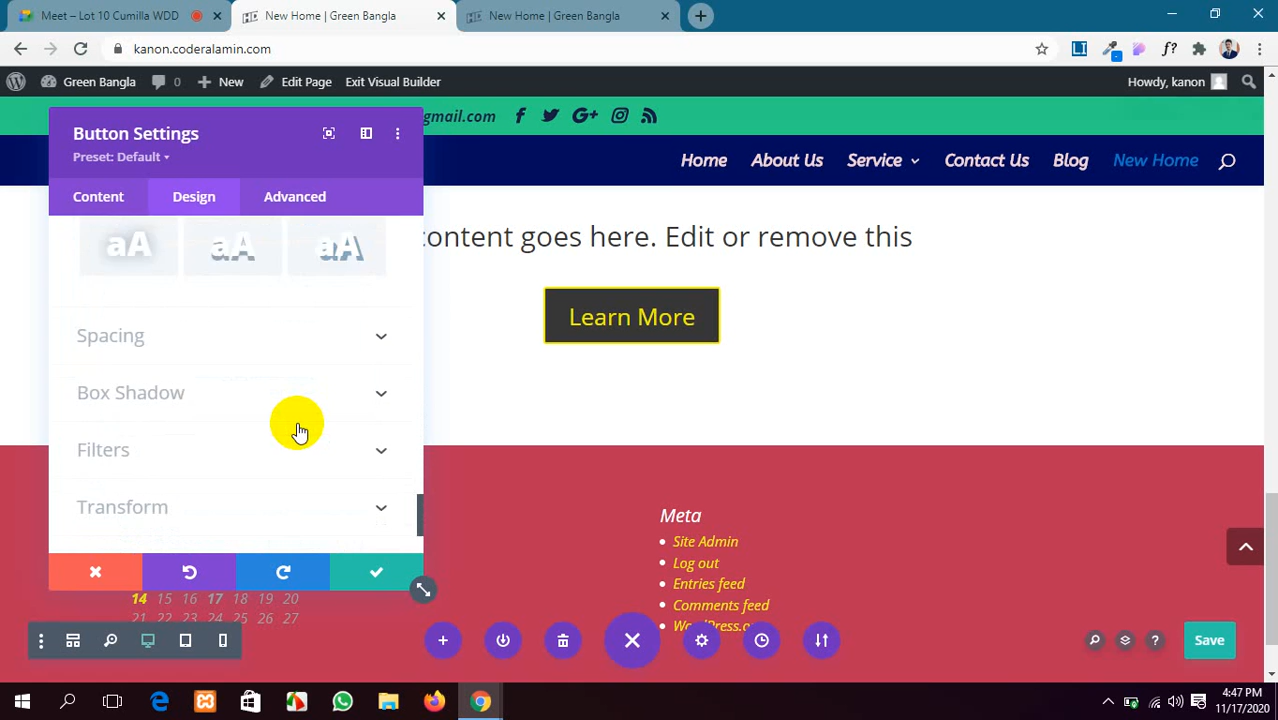 Meet – Lot 10 Cumilla WDD
New Home | Green Bangla
New Home | Green Bangla
kanon.coderalamin.com
Green Bangla
0
New
Edit Page
Exit Visual Builder
Howdy, kanon
gmail.com
Button Settings
Preset: Default
Home
About Us
Service
Contact Us
Blog
New Home
Content
Design
Advanced
aA
aA
aA
content goes here. Edit or remove this
Learn More
Spacing
Box Shadow
Filters
Transform
Meta
Site Admin
Log out
Entries feed
Comments feed
14 15 16 17 18 19 20
21 22 23 24 25 26 27
Save
4:47 PM
11/17/2020